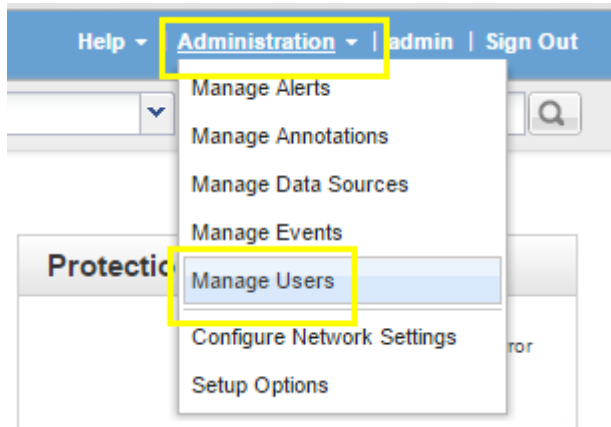 Help | Administration | admin | Sign Out
Manage Alerts
Manage Annotations
Manage Data Sources
Manage Events
Protectio
Manage Users
Configure Network Settings
ror
Setup Options